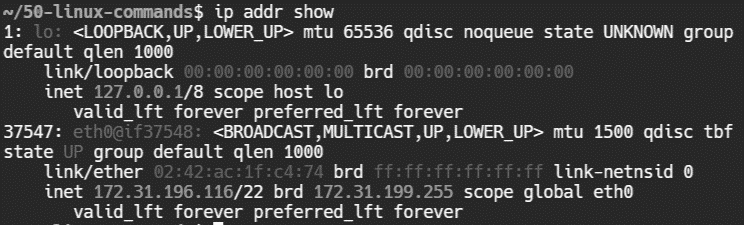 ~/50-linux-commands$ ip addr show
1: lo: <LOOPBACK,UP,LOWER_UP> mtu 65536 qdisc noqueue state UNKNOWN group
default qlen 1000
    link/loopback 00:00:00:00:00:00 brd 00:00:00:00:00:00
    inet 127.0.0.1/8 scope host lo
       valid_lft forever preferred_lft forever
37547: eth0@if37548: <BROADCAST,MULTICAST,UP,LOWER_UP> mtu 1500 qdisc tbf
state UP group default qlen 1000
    link/ether 02:42:ac:1f:c4:74 brd ff:ff:ff:ff:ff:ff link-netnsid 0
    inet 172.31.196.116/22 brd 172.31.199.255 scope global eth0
       valid_lft forever preferred_lft forever